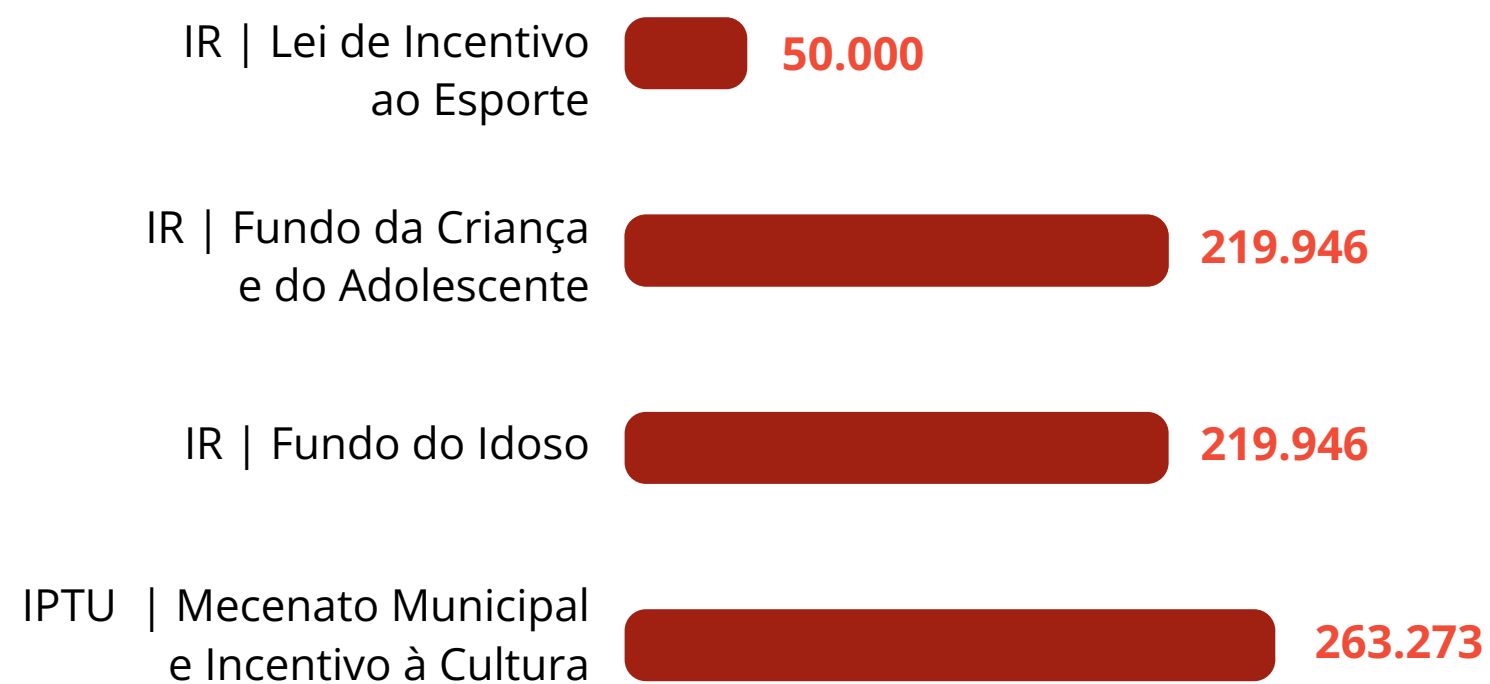 IR | Lei de Incentivo
ao Esporte
50.000
IR | Fundo da Criança
e do Adolescente
219.946
IR | Fundo do Idoso
219.946
IPTU | Mecenato Municipal
e Incentivo à Cultura
263.273